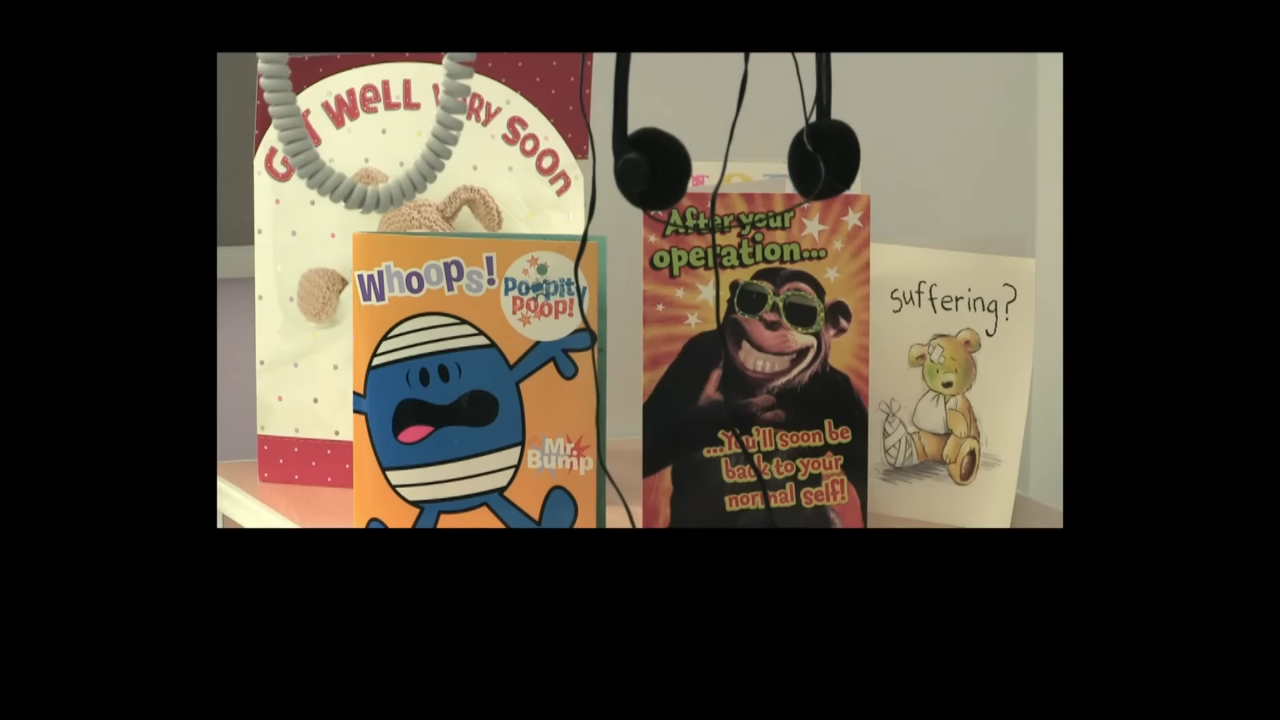 GET WELL VERY SOON
Whoops!
Poopity
Poop!
Mr.
Bump
After your
operation...
...You'll soon be
back to your
normal self!
suffering?